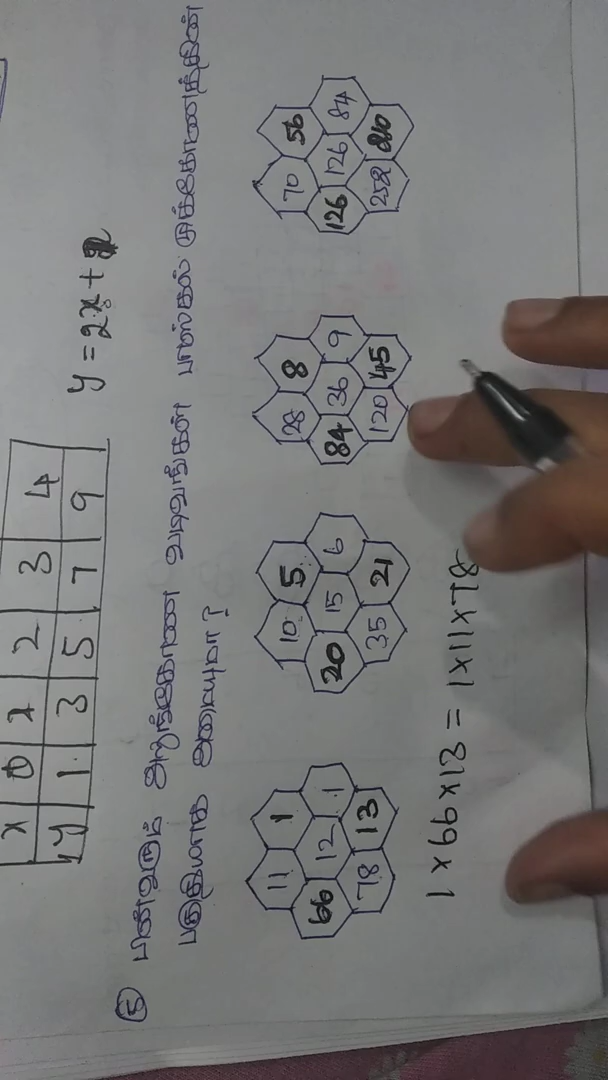 x 0 1 2 3 4
y 1 3 5 7 9
y = 2x +
5 பின்வரும் அறுங்கோண வடிவங்கள் பாஸ்கல் முக்கோணத்தின்
பகுதியாக அமையுமா?
11 1
66 12 1
78 13
10 5
20 15 6
35 21
28 8
84 36 9
120 45
70 56
126 126 84
258 210
1 x 66 x 13 = 11 x 1 x 78